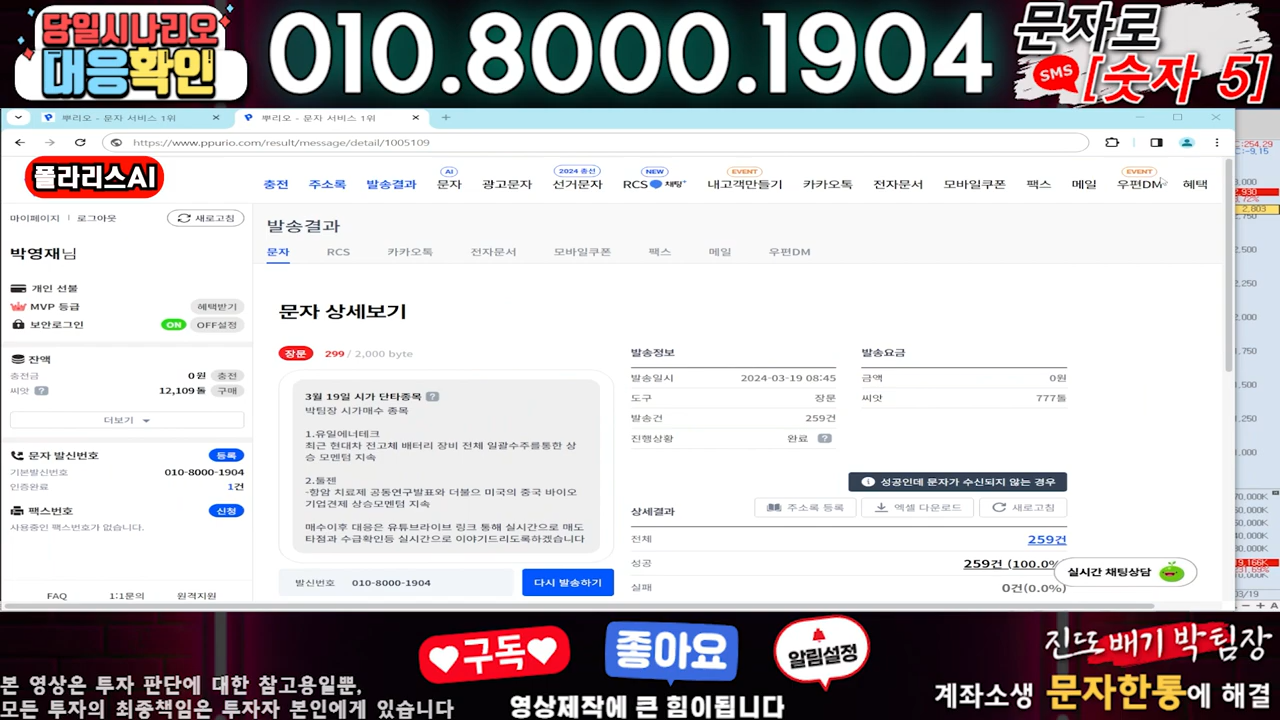 당일시나리오
대응확인
010.8000.1904
문자로
SMS [숫자 5]
뿌리오 - 문자 서비스 1위
뿌리오 - 문자 서비스 1위
https://www.ppurio.com/result/message/detail/1005109
폴라리스AI
AI
2024 총선
NEW
EVENT
EVENT
충전 주소록 발송결과 문자 광고문자 선거문자 RCS 채팅+ 내고객만들기 카카오톡 전자문서 모바일쿠폰 팩스 메일 우편DM 혜택
마이페이지 | 로그아웃
새로고침
박영재님
개인 선불
MVP 등급 혜택받기
보안로그인 ON OFF설정
잔액
충전금 0원 충전
씨앗 ? 12,109톨 구매
더보기
문자 발신번호 등록
기본발신번호 010-8000-1904
인증완료 1건
팩스번호 신청
사용중인 팩스번호가 없습니다.
FAQ 1:1문의 원격지원
발송결과
문자 RCS 카카오톡 전자문서 모바일쿠폰 팩스 메일 우편DM
문자 상세보기
장문 299 / 2,000 byte
3월 19일 시가 단타종목 ?
박팀장 시가매수 종목
1.유일에너테크
최근 현대차 전고체 배터리 장비 전체 일괄수주를통한 상
승 모멘텀 지속
2.툴젠
-항암 치료제 공동연구발표와 더불으 미국의 중국 바이오
기업견제 상승모멘텀 지속
매수이후 대응은 유튜브라이브 링크 통해 실시간으로 매도
타점과 수급확인등 실시간으로 이야기드리도록하겠습니다
발신번호 010-8000-1904
다시 발송하기
발송정보
발송일시 2024-03-19 08:45
도구 장문
발송건 259건
진행상황 완료 ?
발송요금
금액 0원
씨앗 777톨
성공인데 문자가 수신되지 않는 경우
상세결과
주소록 등록 엑셀 다운로드 새로고침
전체 259건
성공 259건 (100.0%
실패 0건(0.0%)
실시간 채팅상담
2,930
2,803
2,500
2,250
2,000
1,750
1,500
1,250
1,000
03/19
구독
좋아요
알림설정
영상제작에 큰 힘이됩니다
본 영상은 투자 판단에 대한 참고용일뿐,
모든 투자의 최종책임은 투자자 본인에게 있습니다
진또배기 박팀장
계좌소생 문자한통에 해결